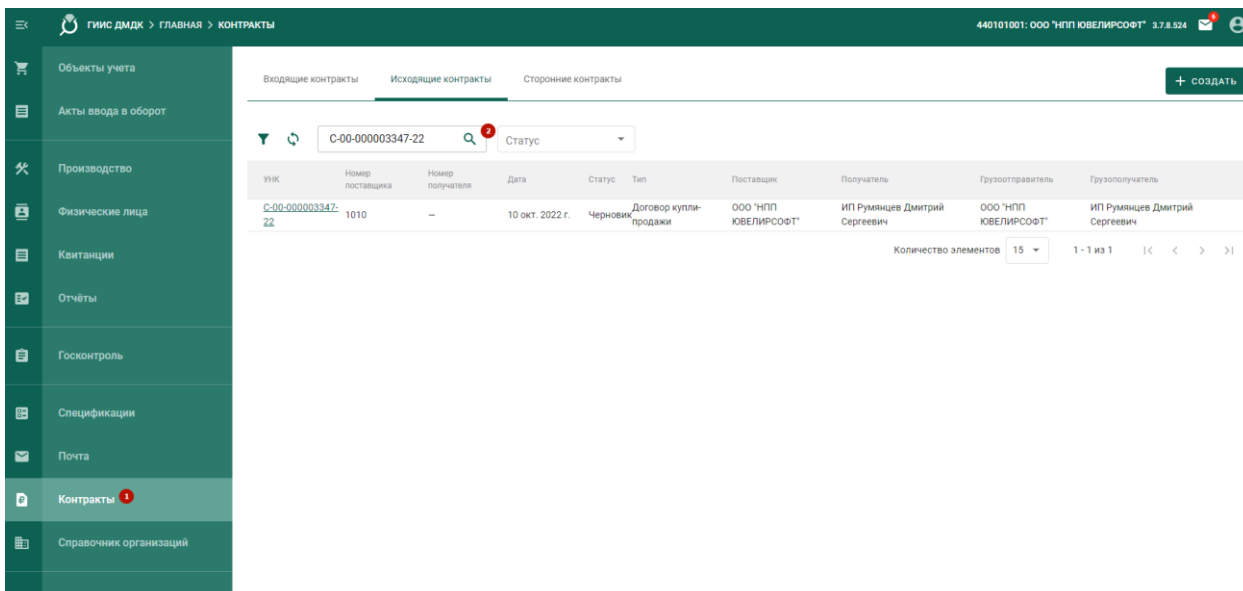 ГИИС ДМДК > ГЛАВНАЯ > КОНТРАКТЫ
440101001: ООО "НПП ЮВЕЛИРСОФТ" 3.7.8.524
Объекты учета
Акты ввода в оборот
Производство
Физические лица
Квитанции
Отчёты
Госконтроль
Спецификации
Почта
Контракты 1
Справочник организаций
Входящие контракты Исходящие контракты Сторонние контракты
+ СОЗДАТЬ
С-00-000003347-22 2 Статус
УНК Номер поставщика Номер получателя Дата Статус Тип Поставщик Получатель Грузоотправитель Грузополучатель
С-00-000003347-22 1010 – 10 окт. 2022 г. Черновик Договор купли-продажи ООО "НПП ЮВЕЛИРСОФТ" ИП Румянцев Дмитрий Сергеевич ООО "НПП ЮВЕЛИРСОФТ" ИП Румянцев Дмитрий Сергеевич
Количество элементов 15 1 - 1 из 1